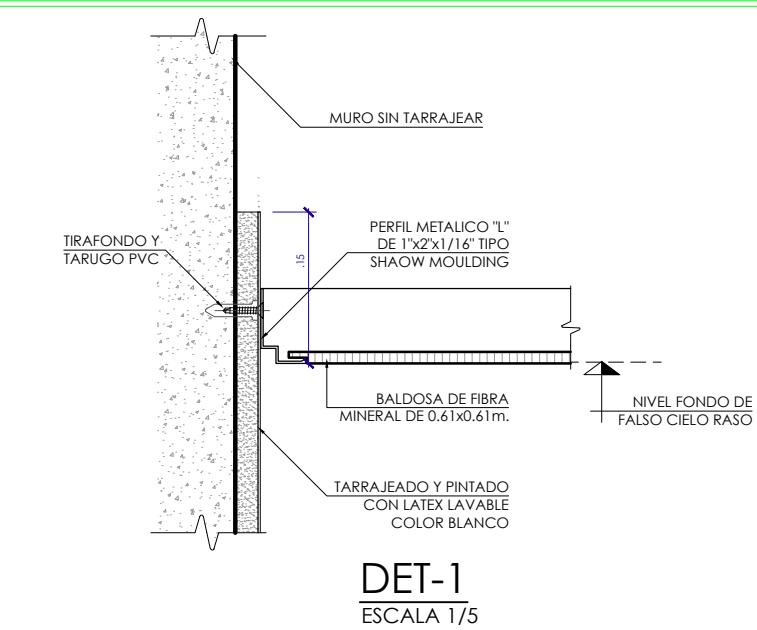 MURO SIN TARRAJEAR
PERFIL METALICO "L"
DE 1"x2"x1/16" TIPO
SHAOW MOULDING
TIRAFONDO Y
TARUGO PVC
.15
BALDOSA DE FIBRA
MINERAL DE 0.61x0.61m.
NIVEL FONDO DE
FALSO CIELO RASO
TARRAJEADO Y PINTADO
CON LATEX LAVABLE
COLOR BLANCO
DET-1
ESCALA 1/5